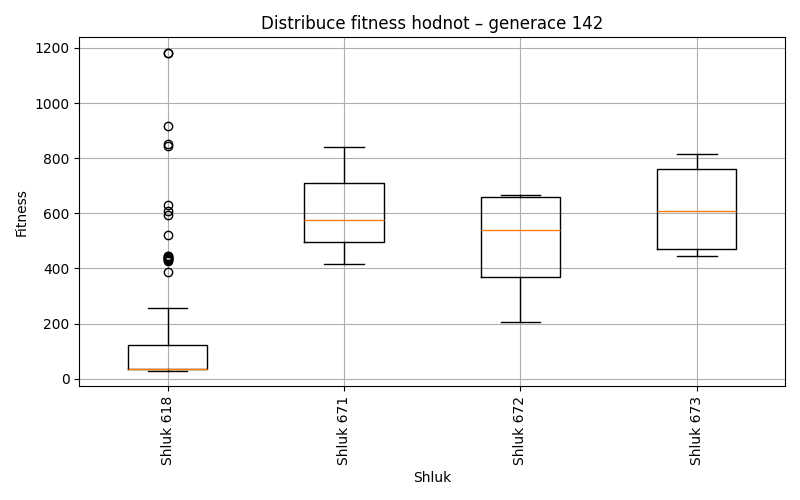 Distribuce fitness hodnot – generace 142
1200
1000
800
600
400
200
0
Fitness
Shluk 618
Shluk 671
Shluk 672
Shluk 673
Shluk